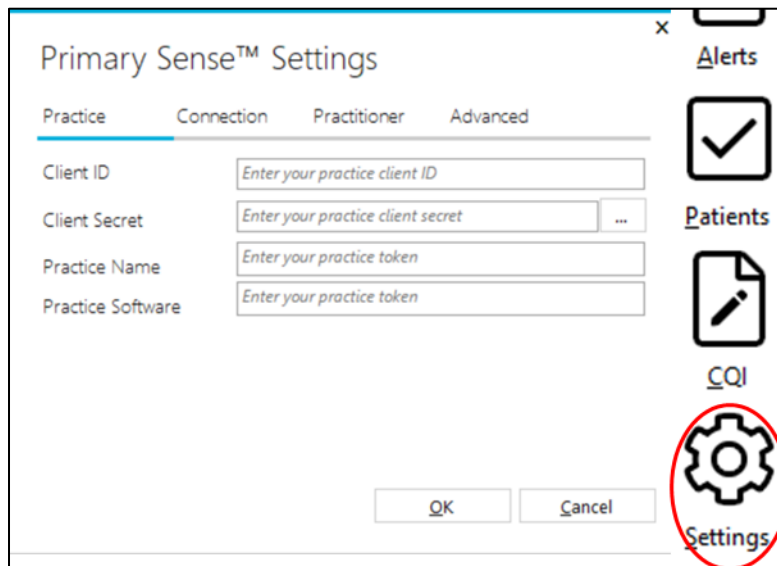 ×
Primary Sense™ Settings
Practice Connection Practitioner Advanced
Client ID Enter your practice client ID
Client Secret Enter your practice client secret ...
Practice Name Enter your practice token
Practice Software Enter your practice token
OK Cancel
Alerts
Patients
CQI
Settings